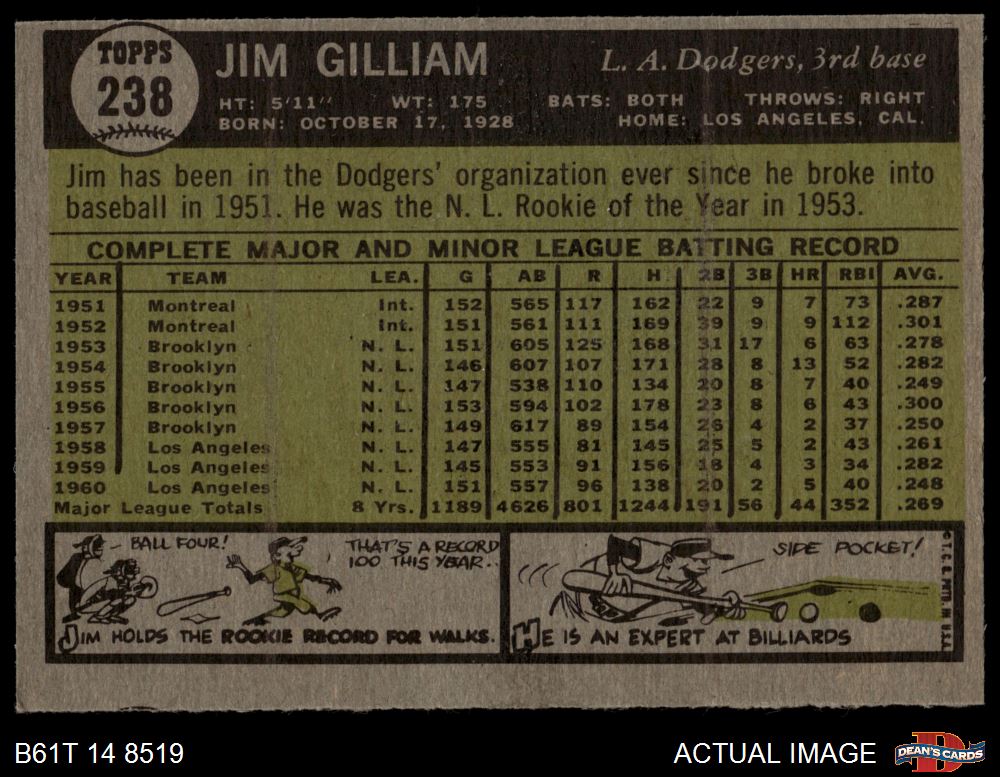 TOPPS
238
JIM GILLIAM
L. A. Dodgers, 3rd base
HT: 5'11" WT: 175 BATS: BOTH THROWS: RIGHT
BORN: OCTOBER 17, 1928 HOME: LOS ANGELES, CAL.
Jim has been in the Dodgers' organization ever since he broke into
baseball in 1951. He was the N. L. Rookie of the Year in 1953.
COMPLETE MAJOR AND MINOR LEAGUE BATTING RECORD
YEAR TEAM LEA. G AB R H 2B 3B HR RBI AVG.
1951 Montreal Int. 152 565 117 162 22 9 7 73 .287
1952 Montreal Int. 151 561 111 169 39 9 9 112 .301
1953 Brooklyn N. L. 151 605 125 168 31 17 6 63 .278
1954 Brooklyn N. L. 146 607 107 171 28 8 13 52 .282
1955 Brooklyn N. L. 147 538 110 134 20 8 7 40 .249
1956 Brooklyn N. L. 153 594 102 178 23 8 6 43 .300
1957 Brooklyn N. L. 149 617 89 154 26 4 2 37 .250
1958 Los Angeles N. L. 147 555 81 145 25 5 2 43 .261
1959 Los Angeles N. L. 145 553 91 156 18 4 3 34 .282
1960 Los Angeles N. L. 151 557 96 138 20 2 5 40 .248
Major League Totals 8 Yrs. 1189 4626 801 1244 191 56 44 352 .269
BALL FOUR!
THAT'S A RECORD
100 THIS YEAR..
JIM HOLDS THE ROOKIE RECORD FOR WALKS.
SIDE POCKET!
HE IS AN EXPERT AT BILLIARDS
© T. C. G. PRTD. IN U.S.A.
B61T 14 8519
ACTUAL IMAGE
D
DEAN'S CARDS